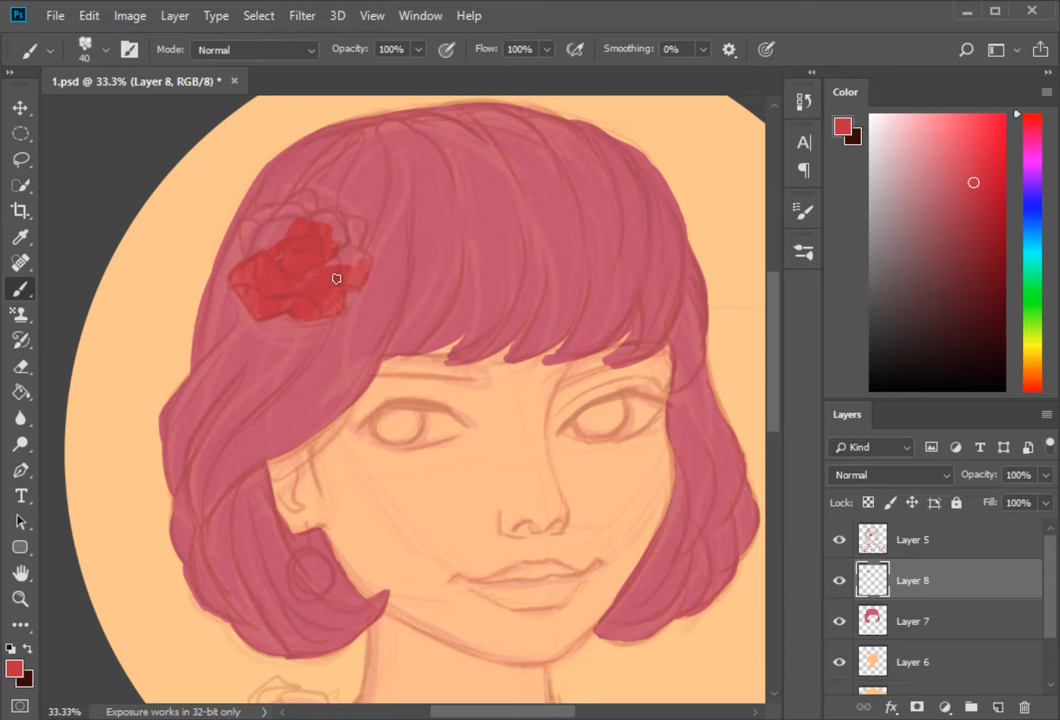 Ps File Edit Image Layer Type Select Filter 3D View Window Help
40 Mode: Normal Opacity: 100% Flow: 100% Smoothing: 0%
1.psd @ 33.3% (Layer 8, RGB/8) *
Color
Layers
Kind
Normal Opacity: 100%
Lock: Fill: 100%
Layer 5
Layer 8
Layer 7
Layer 6
33.33% Exposure works in 32-bit only
fx